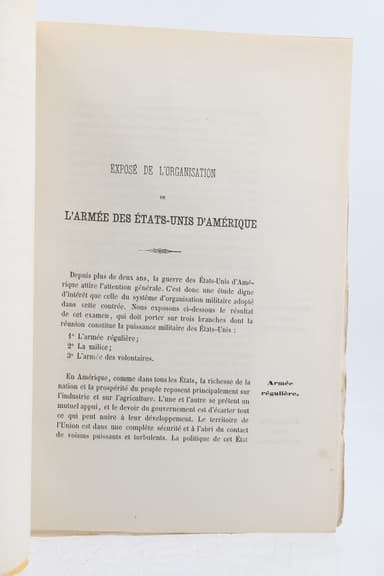 EXPOSÉ DE L'ORGANISATION
DE
L'ARMÉE DES ÉTATS-UNIS D'AMÉRIQUE
Depuis plus de deux ans, la guerre des États-Unis d'Amé-
rique attire l'attention générale. C'est donc une étude digne
d'intérêt que celle du système d'organisation militaire adopté
dans cette contrée. Nous exposons ci-dessous le résultat
de cet examen, qui doit porter sur trois branches dont la
réunion constitue la puissance militaire des États-Unis :
1° L'armée régulière;
2° La milice;
3° L'armée des volontaires.
En Amérique, comme dans tous les États, la richesse de la
nation et la prospérité du peuple reposent principalement sur
l'industrie et sur l'agriculture. L'une et l'autre se prêtent un
mutuel appui, et le devoir du gouvernement est d'écarter tout
ce qui peut nuire à leur développement. Le territoire de
l'Union est dans une complète sécurité et à l'abri du contact
de voisins puissants et turbulents. La politique de cet État
Armée
régulière.